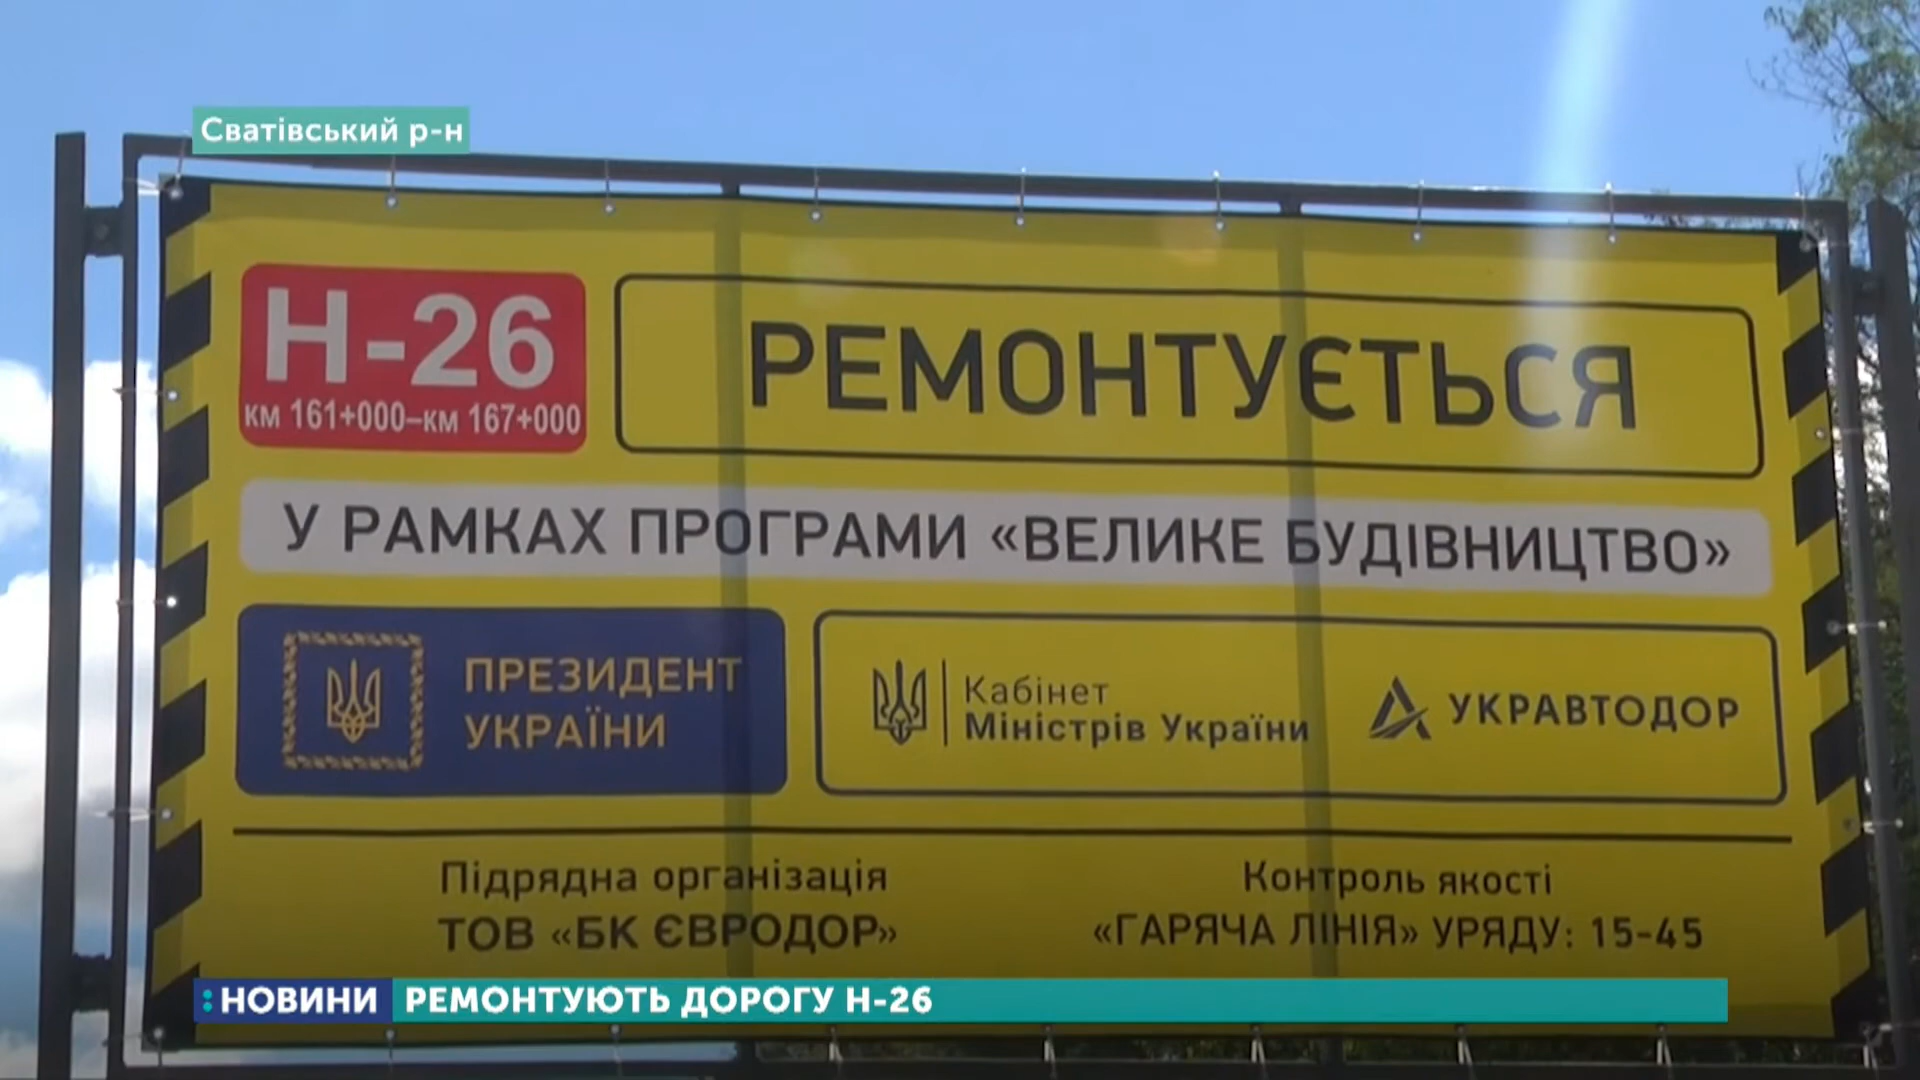 Сватівський р-н
Н-26
км 161+000–км 167+000
РЕМОНТУЄТЬСЯ
У РАМКАХ ПРОГРАМИ «ВЕЛИКЕ БУДІВНИЦТВО»
ПРЕЗИДЕНТ
УКРАЇНИ
Кабінет
Міністрів України
УКРАВТОДОР
Підрядна організація
ТОВ «БК ЄВРОДОР»
Контроль якості
«ГАРЯЧА ЛІНІЯ» УРЯДУ: 15-45
НОВИНИ
РЕМОНТУЮТЬ ДОРОГУ Н-26